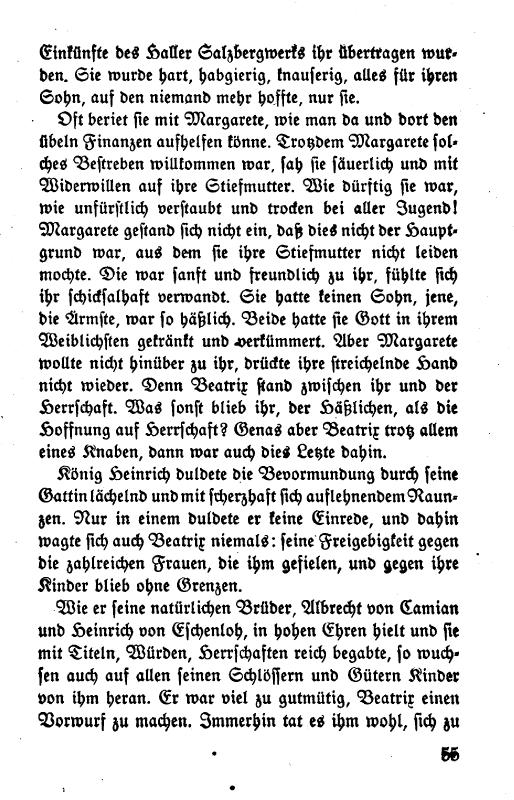 Einkünfte des Haller Salzbergwerks ihr übertragen wur-
den. Sie wurde hart, habgierig, knauserig, alles für ihren
Sohn, auf den niemand mehr hoffte, nur sie.
Oft beriet sie mit Margarete, wie man da und dort den
übeln Finanzen aufhelfen könne. Trotzdem Margarete sol-
ches Bestreben willkommen war, sah sie säuerlich und mit
Widerwillen auf ihre Stiefmutter. Wie dürftig sie war,
wie unfürstlich verstaubt und trocken bei aller Jugend!
Margarete gestand sich nicht ein, daß dies nicht der Haupt-
grund war, aus dem sie ihre Stiefmutter nicht leiden
mochte. Die war sanft und freundlich zu ihr, fühlte sich
ihr schicksalhaft verwandt. Sie hatte keinen Sohn, jene,
die Ärmste, war so häßlich. Beide hatte sie Gott in ihrem
Weiblichsten gekränkt und verkümmert. Aber Margarete
wollte nicht hinüber zu ihr, drückte ihre streichelnde Hand
nicht wieder. Denn Beatrix stand zwischen ihr und der
Herrschaft. Was sonst blieb ihr, der Häßlichen, als die
Hoffnung auf Herrschaft? Genas aber Beatrix trotz allem
eines Knaben, dann war auch dies Letzte dahin.
König Heinrich duldete die Bevormundung durch seine
Gattin lächelnd und mit scherzhaft sich auflehnendem Raun-
zen. Nur in einem duldete er keine Einrede, und dahin
wagte sich auch Beatrix niemals: seine Freigebigkeit gegen
die zahlreichen Frauen, die ihm gefielen, und gegen ihre
Kinder blieb ohne Grenzen.
Wie er seine natürlichen Brüder, Albrecht von Camian
und Heinrich von Eschenloh, in hohen Ehren hielt und sie
mit Titeln, Würden, Herrschaften reich begabte, so wuch-
sen auch auf allen seinen Schlössern und Gütern Kinder
von ihm heran. Er war viel zu gutmütig, Beatrix einen
Vorwurf zu machen. Immerhin tat es ihm wohl, sich zu
55